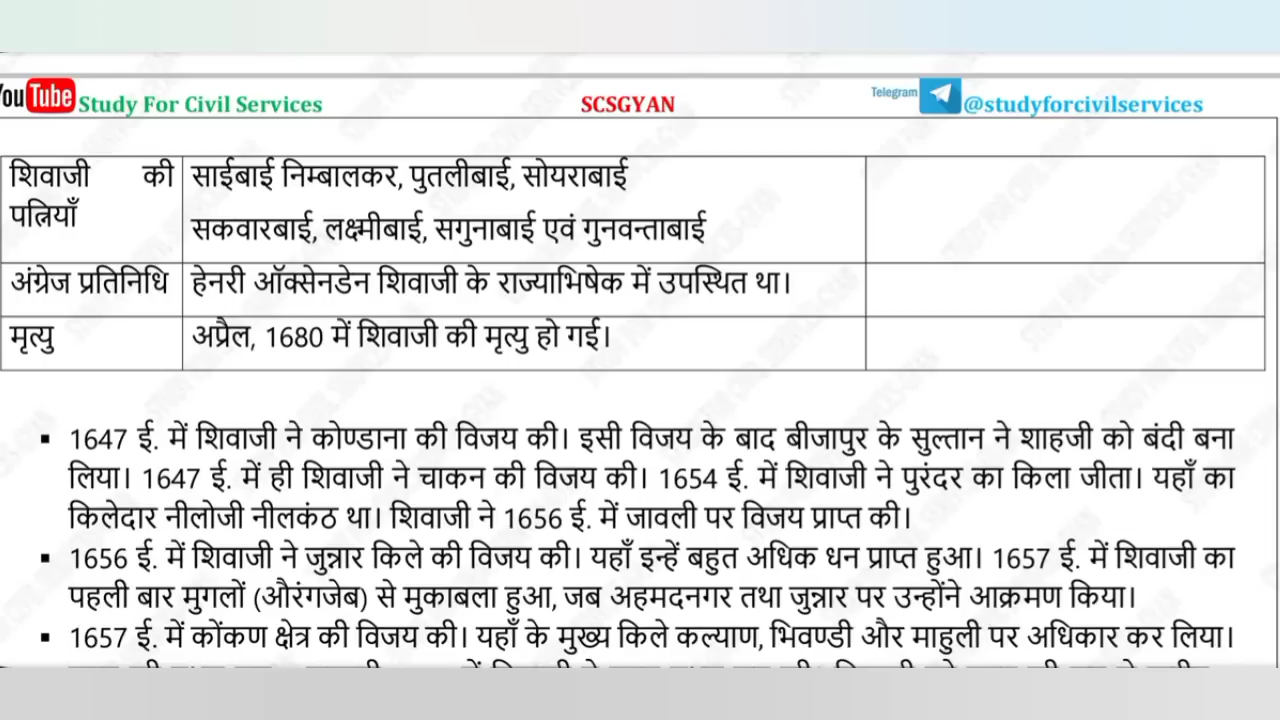 YouTube Study For Civil Services SCSGYAN Telegram @studyforcivilservices
शिवाजी की साईबाई निम्बालकर, पुतलीबाई, सोयराबाई
पत्नियाँ
सकवारबाई, लक्ष्मीबाई, सगुनाबाई एवं गुनवन्ताबाई
अंग्रेज प्रतिनिधि हेनरी ऑक्सेनडेन शिवाजी के राज्याभिषेक में उपस्थित था।
मृत्यु अप्रैल, 1680 में शिवाजी की मृत्यु हो गई।
▪ 1647 ई. में शिवाजी ने कोण्डाना की विजय की। इसी विजय के बाद बीजापुर के सुल्तान ने शाहजी को बंदी बना
लिया। 1647 ई. में ही शिवाजी ने चाकन की विजय की। 1654 ई. में शिवाजी ने पुरंदर का किला जीता। यहाँ का
किलेदार नीलोजी नीलकंठ था। शिवाजी ने 1656 ई. में जावली पर विजय प्राप्त की।
▪ 1656 ई. में शिवाजी ने जुन्नार किले की विजय की। यहाँ इन्हें बहुत अधिक धन प्राप्त हुआ। 1657 ई. में शिवाजी का
पहली बार मुगलों (औरंगजेब) से मुकाबला हुआ, जब अहमदनगर तथा जुन्नार पर उन्होंने आक्रमण किया।
▪ 1657 ई. में कोंकण क्षेत्र की विजय की। यहाँ के मुख्य किले कल्याण, भिवण्डी और माहुली पर अधिकार कर लिया।